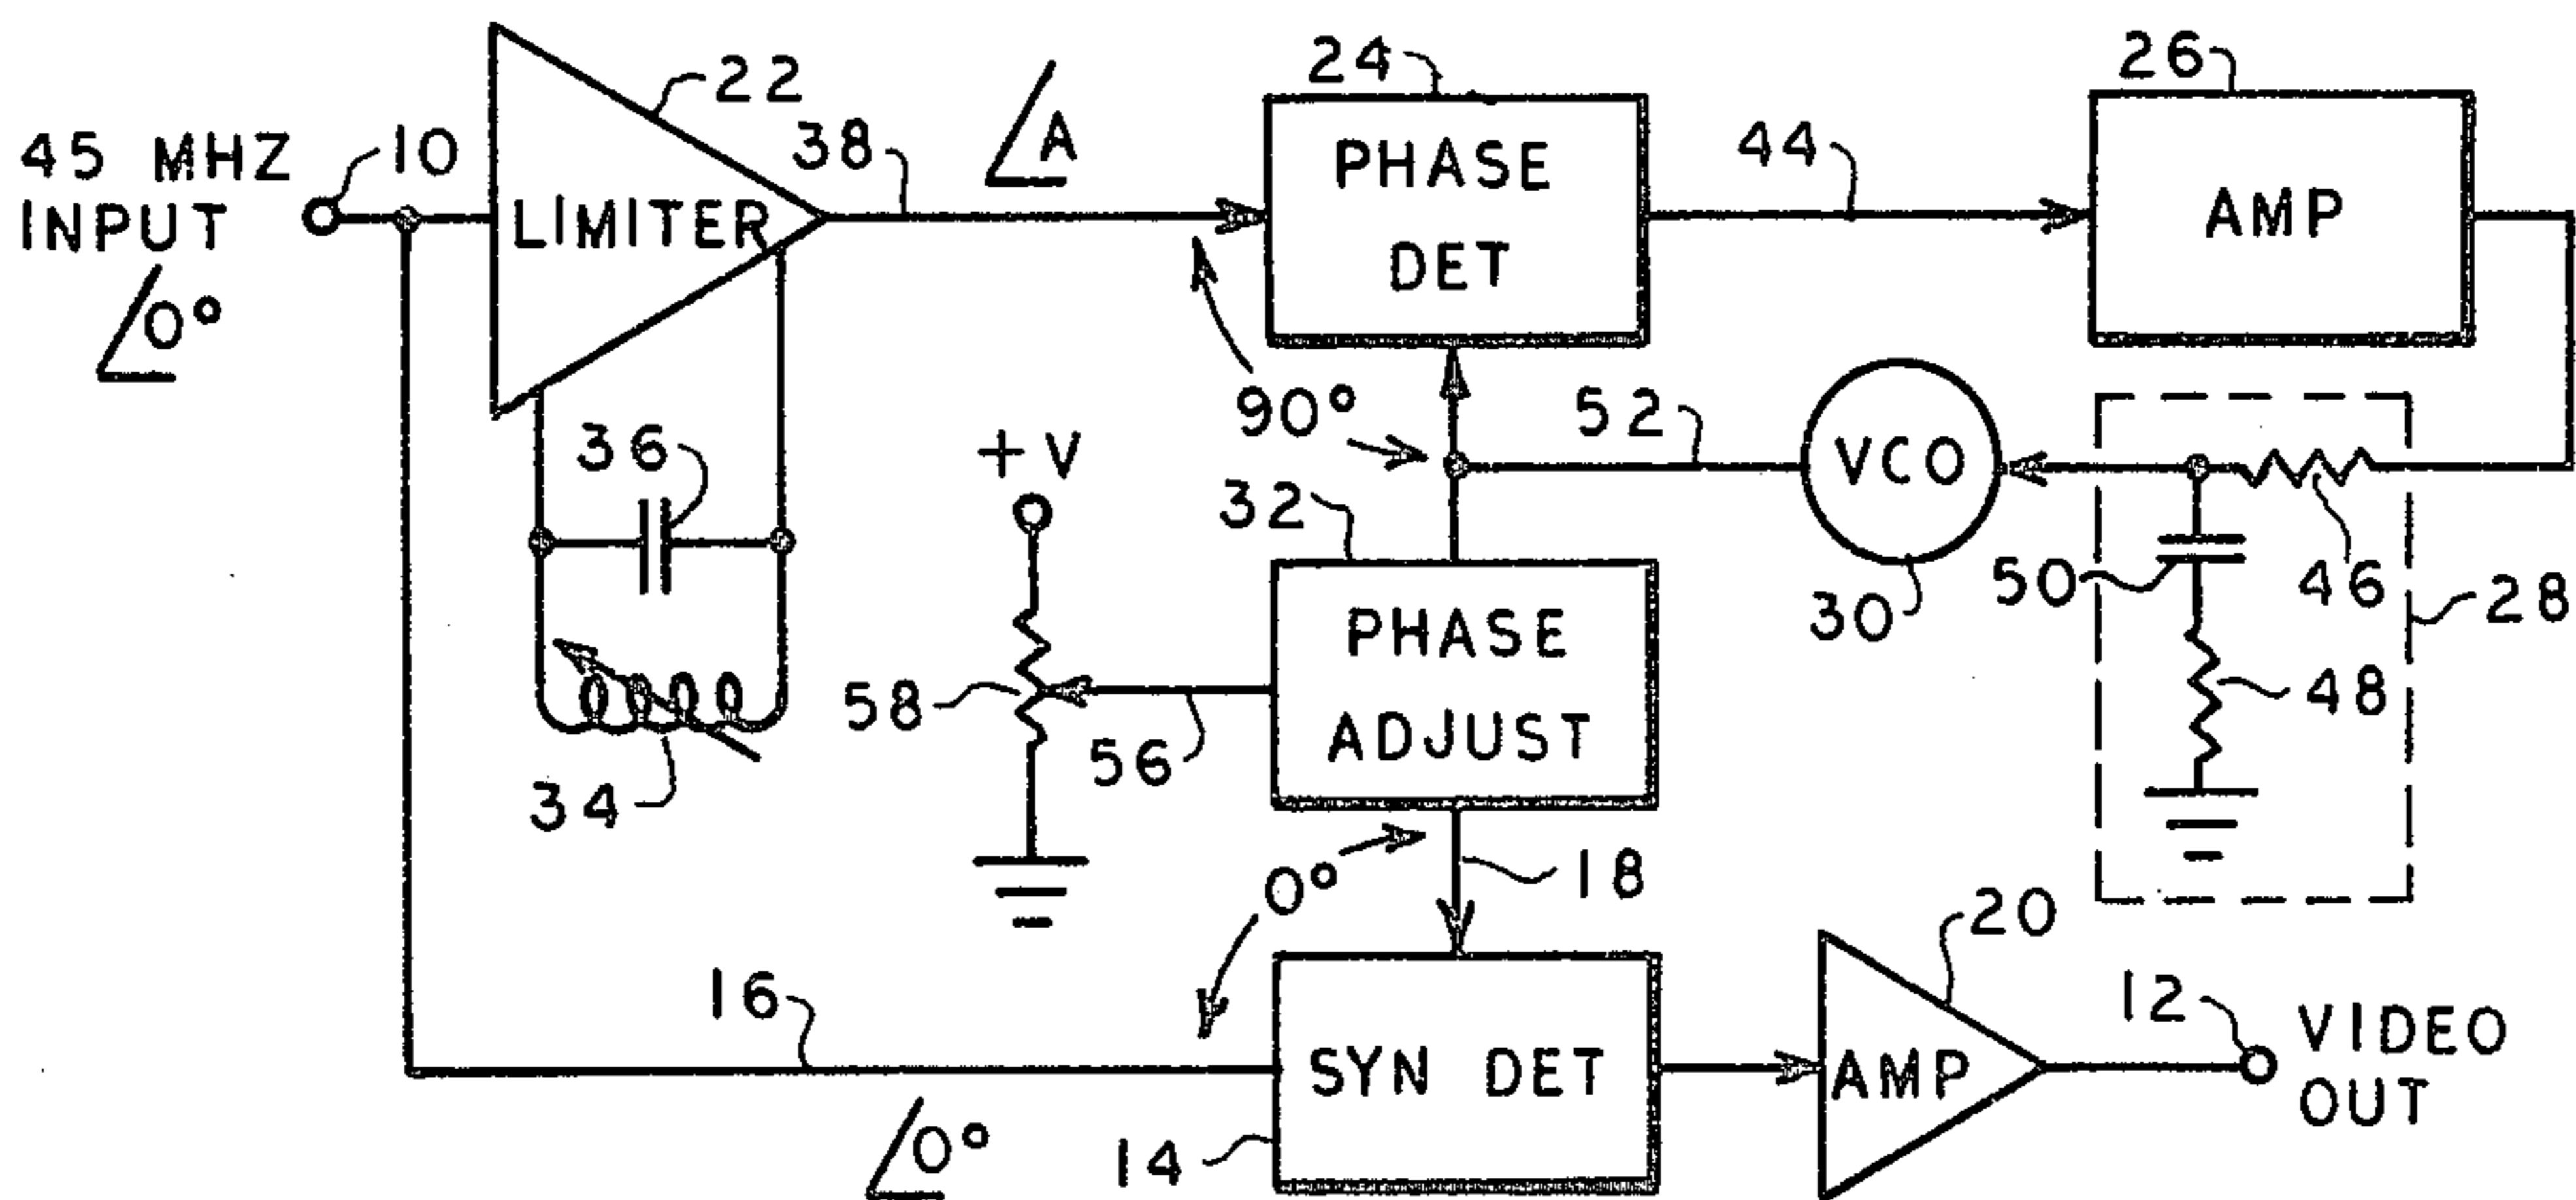 45 MHZ
INPUT
10
0°
LIMITER
22
38
A
24
PHASE
DET
44
26
AMP
90°
52
VCO
30
36
34
+ V
58
56
32
PHASE
ADJUST
50
46
48
28
0°
18
16
0°
SYN DET
14
20
AMP
12
VIDEO
OUT